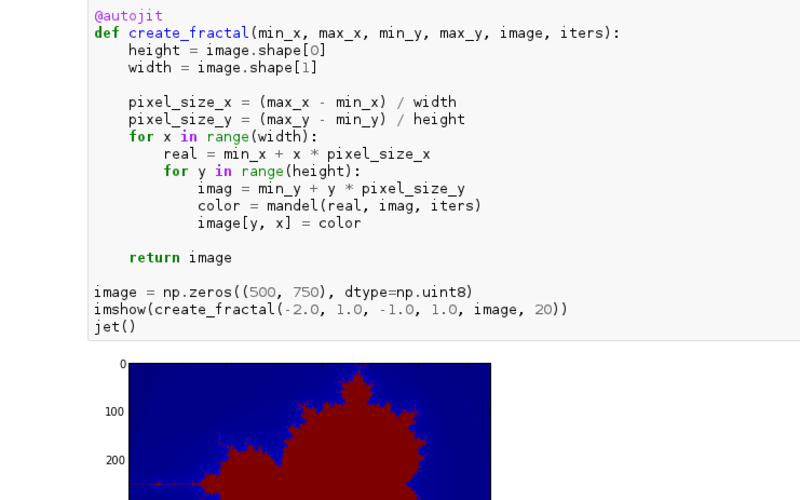 @autojit
def create_fractal(min_x, max_x, min_y, max_y, image, iters):
    height = image.shape[0]
    width = image.shape[1]

    pixel_size_x = (max_x - min_x) / width
    pixel_size_y = (max_y - min_y) / height
    for x in range(width):
        real = min_x + x * pixel_size_x
        for y in range(height):
            imag = min_y + y * pixel_size_y
            color = mandel(real, imag, iters)
            image[y, x] = color

    return image

image = np.zeros((500, 750), dtype=np.uint8)
imshow(create_fractal(-2.0, 1.0, -1.0, 1.0, image, 20))
jet()
0
100
200